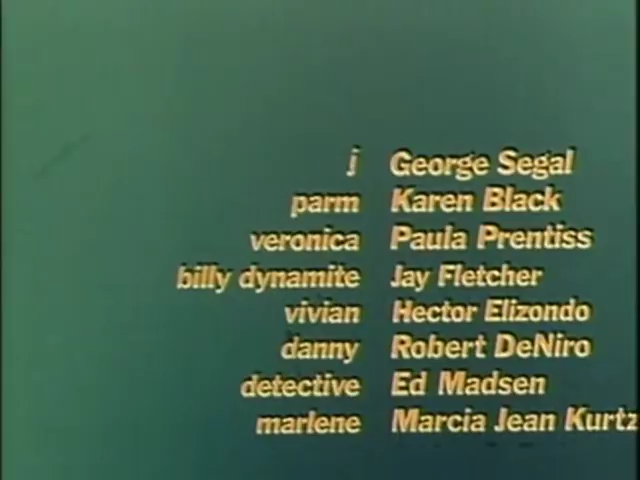 j George Segal
parm Karen Black
veronica Paula Prentiss
billy dynamite Jay Fletcher
vivian Hector Elizondo
danny Robert DeNiro
detective Ed Madsen
marlene Marcia Jean Kurtz